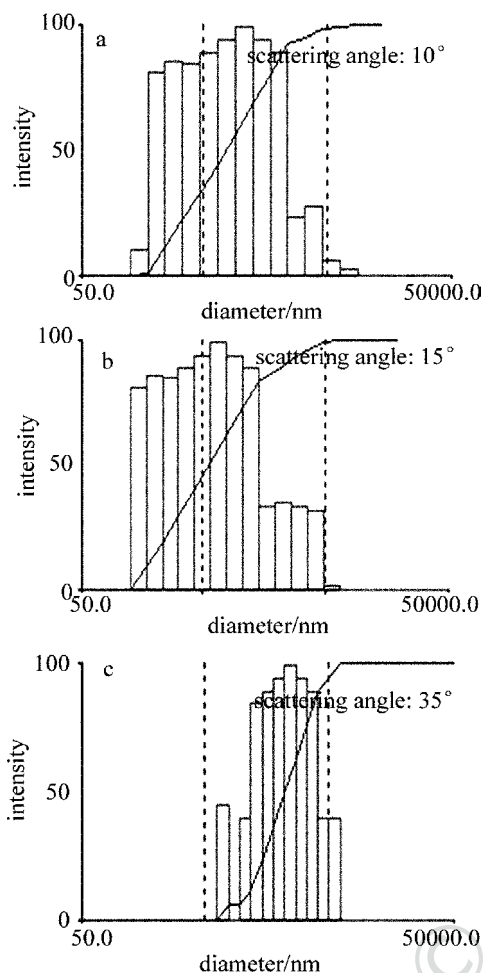 100
a
scattering angle: 10°
intensity
50
0
50.0
50000.0
diameter/nm
100
b
scattering angle: 15°
intensity
50
0
50.0
50000.0
diameter/nm
100
c
scattering angle: 35°
intensity
50
0
50.0
50000.0
diameter/nm
©